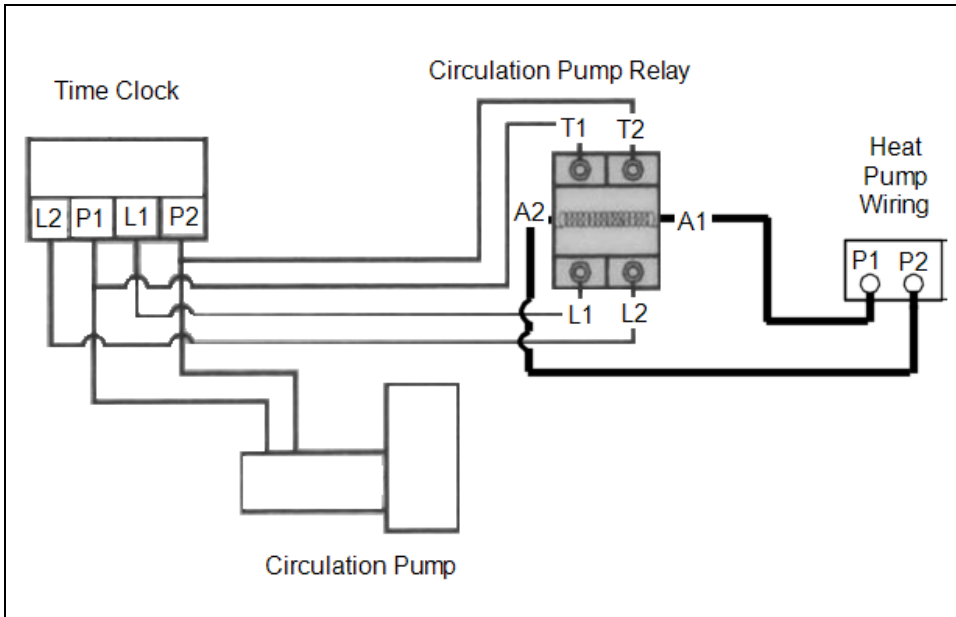 Circulation Pump Relay
Time Clock
T1 T2
Heat
Pump
Wiring
L2 P1 L1 P2
A2 A1
P1 P2
L1 L2
Circulation Pump